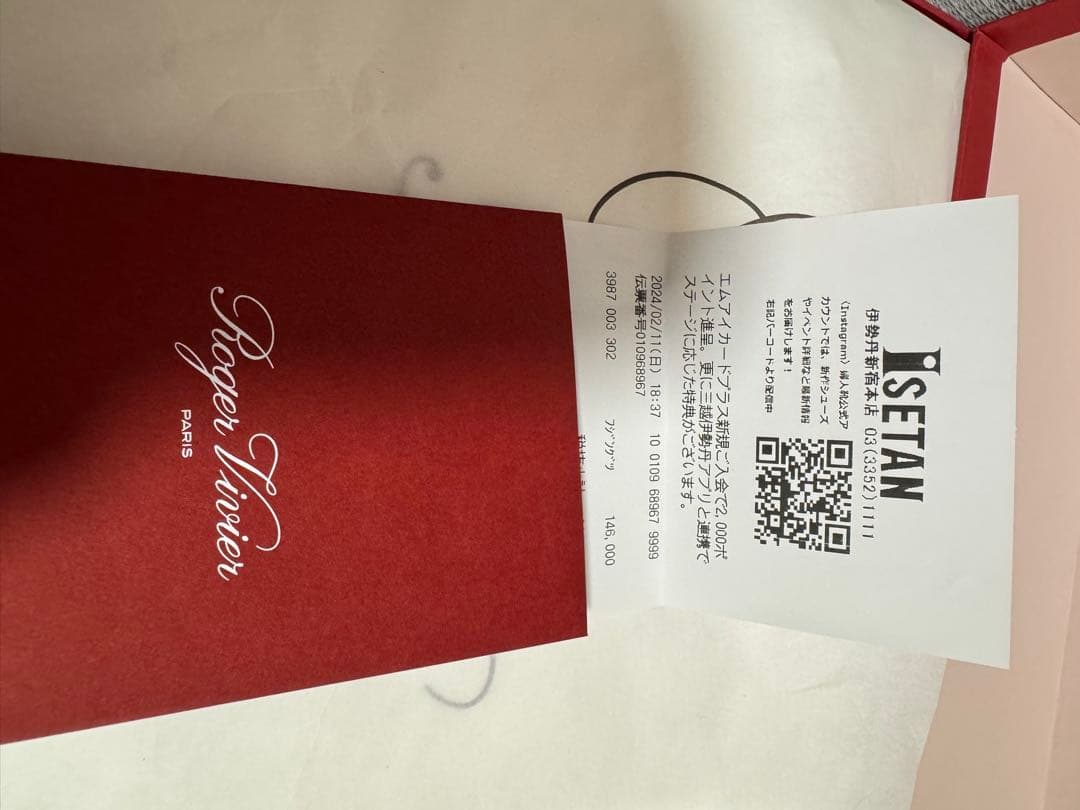 ISETAN
伊勢丹新宿本店 03(3352)1111
〈Instagram〉婦人靴公式ア
カウントでは、新作シューズ
やイベント詳細など最新情報
をお届けします!
右記バーコードより配信中
エムアイカードプラス新規ご入会で2,000ポ
イント進呈。更に三越伊勢丹アプリと連携で
ステージに応じた特典がございます。
2024/02/11(日) 18:37 10 0109 68967 9999
伝票番号010968967
3987 003 302 フジンガツ 146,000
Roger Vivier
PARIS